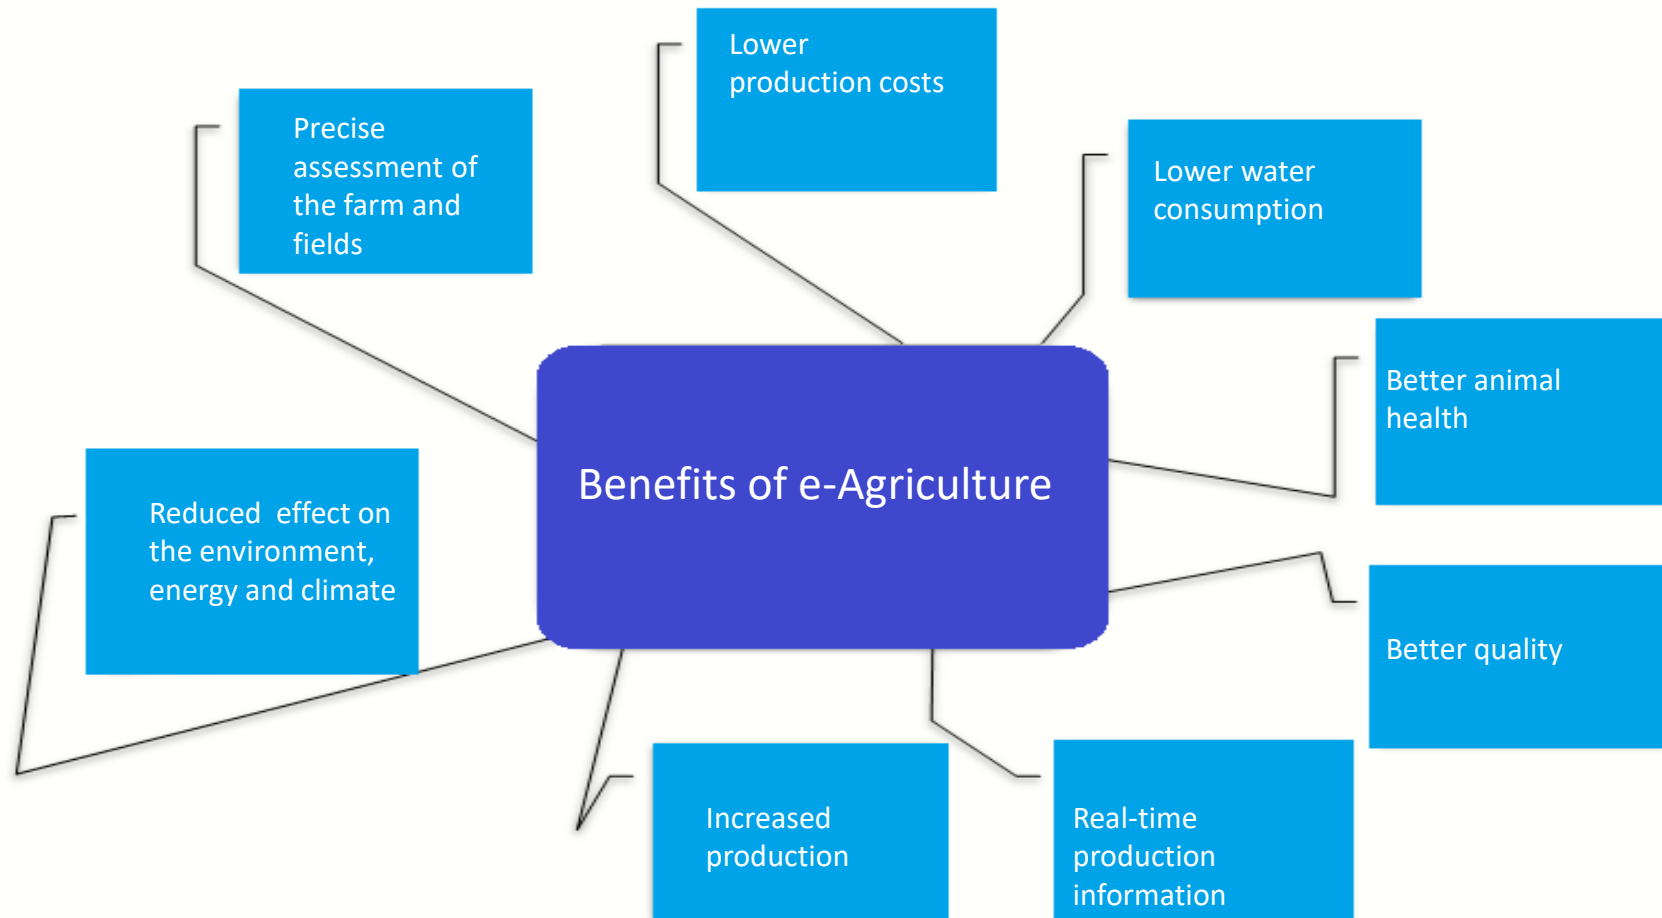 Lower
production costs
Precise
assessment of
the farm and
fields
Lower water
consumption
Better animal
health
Benefits of e-Agriculture
Reduced  effect on
the environment,
energy and climate
Better quality
Increased
production
Real-time
production
information